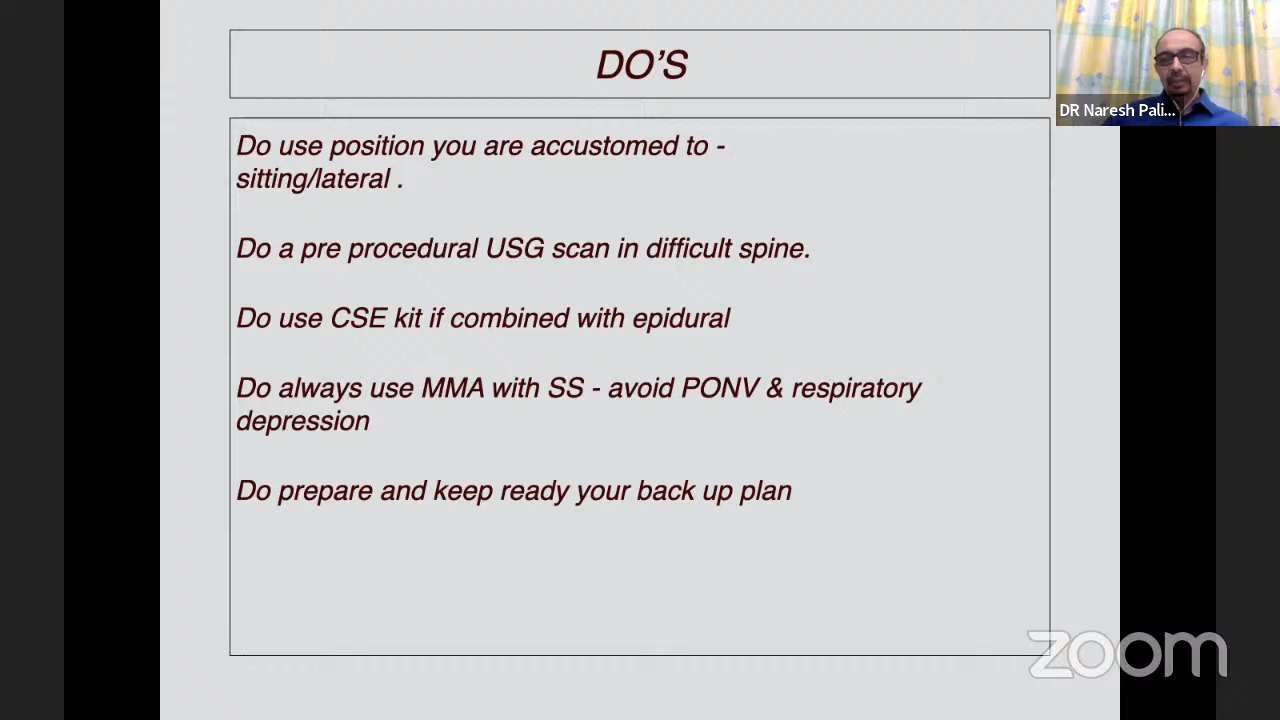 DO'S
DR Naresh Pali...
Do use position you are accustomed to -
sitting/lateral .
Do a pre procedural USG scan in difficult spine.
Do use CSE kit if combined with epidural
Do always use MMA with SS - avoid PONV & respiratory
depression
Do prepare and keep ready your back up plan
zoom